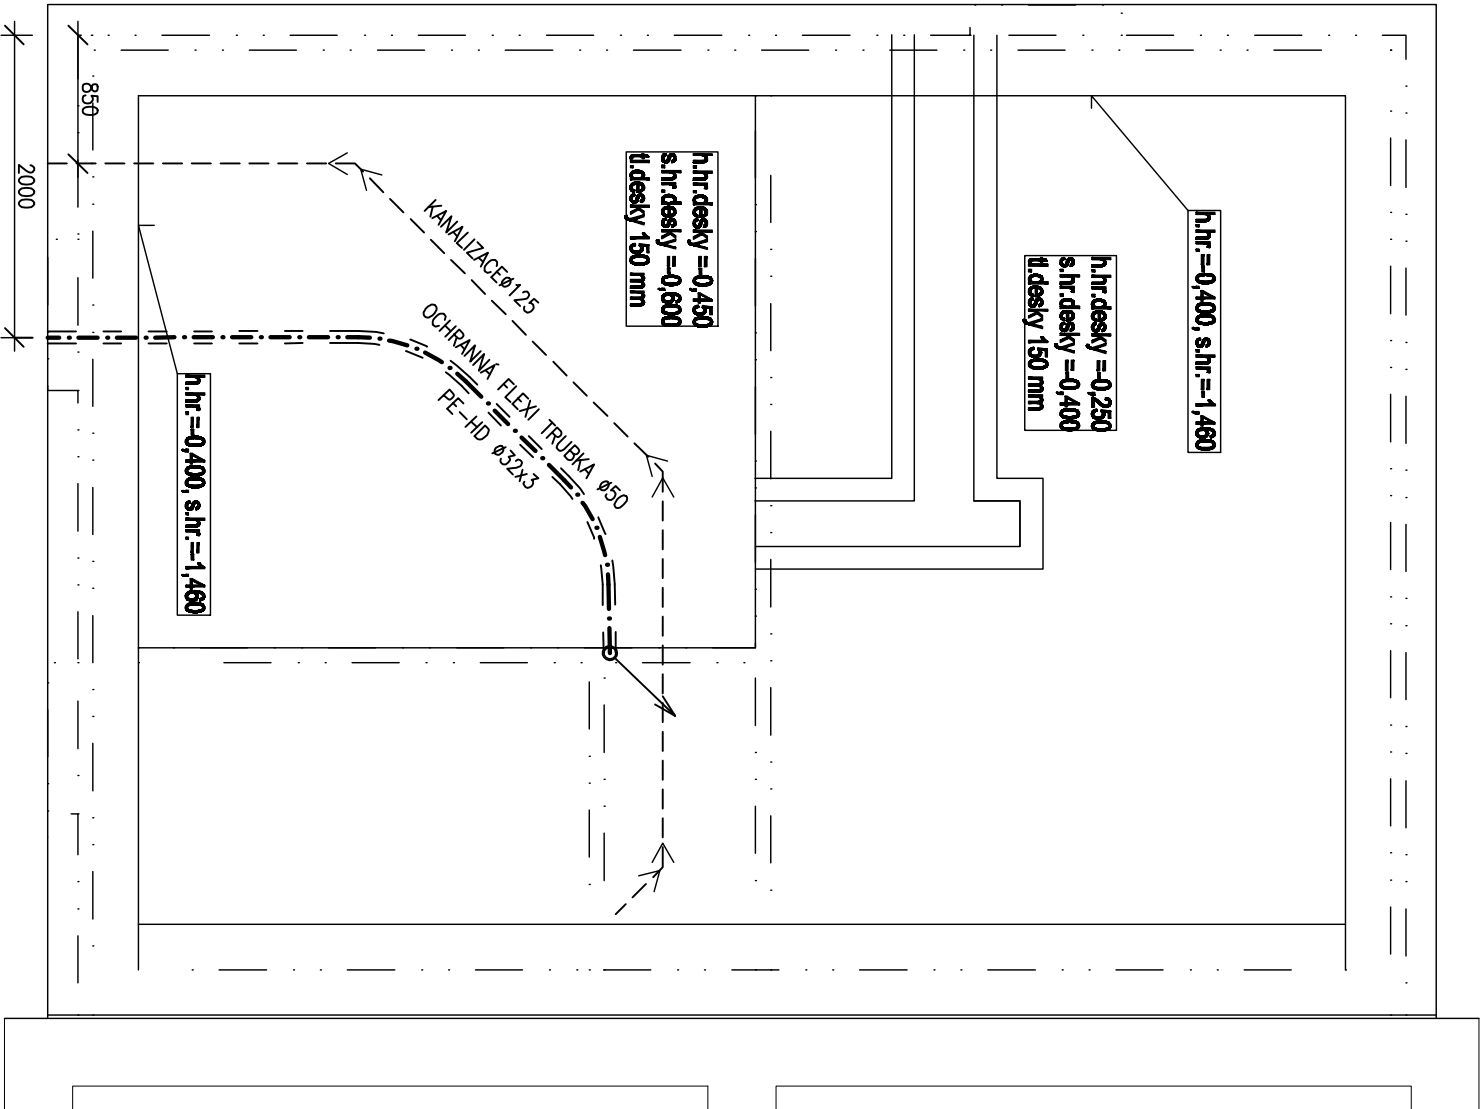 850
2000
KANALIZACEø125
OCHRANNÁ FLEXI TRUBKA ø50
PE-HD ø32x3
h.hr.desky =-0,450
s.hr.desky =-0,600
tl.desky 150 mm
h.hr.desky =-0,250
s.hr.desky =-0,400
tl.desky 150 mm
h.hr.=-0,400, s.hr.=-1,460
h.hr.=-0,400, s.hr.=-1,460